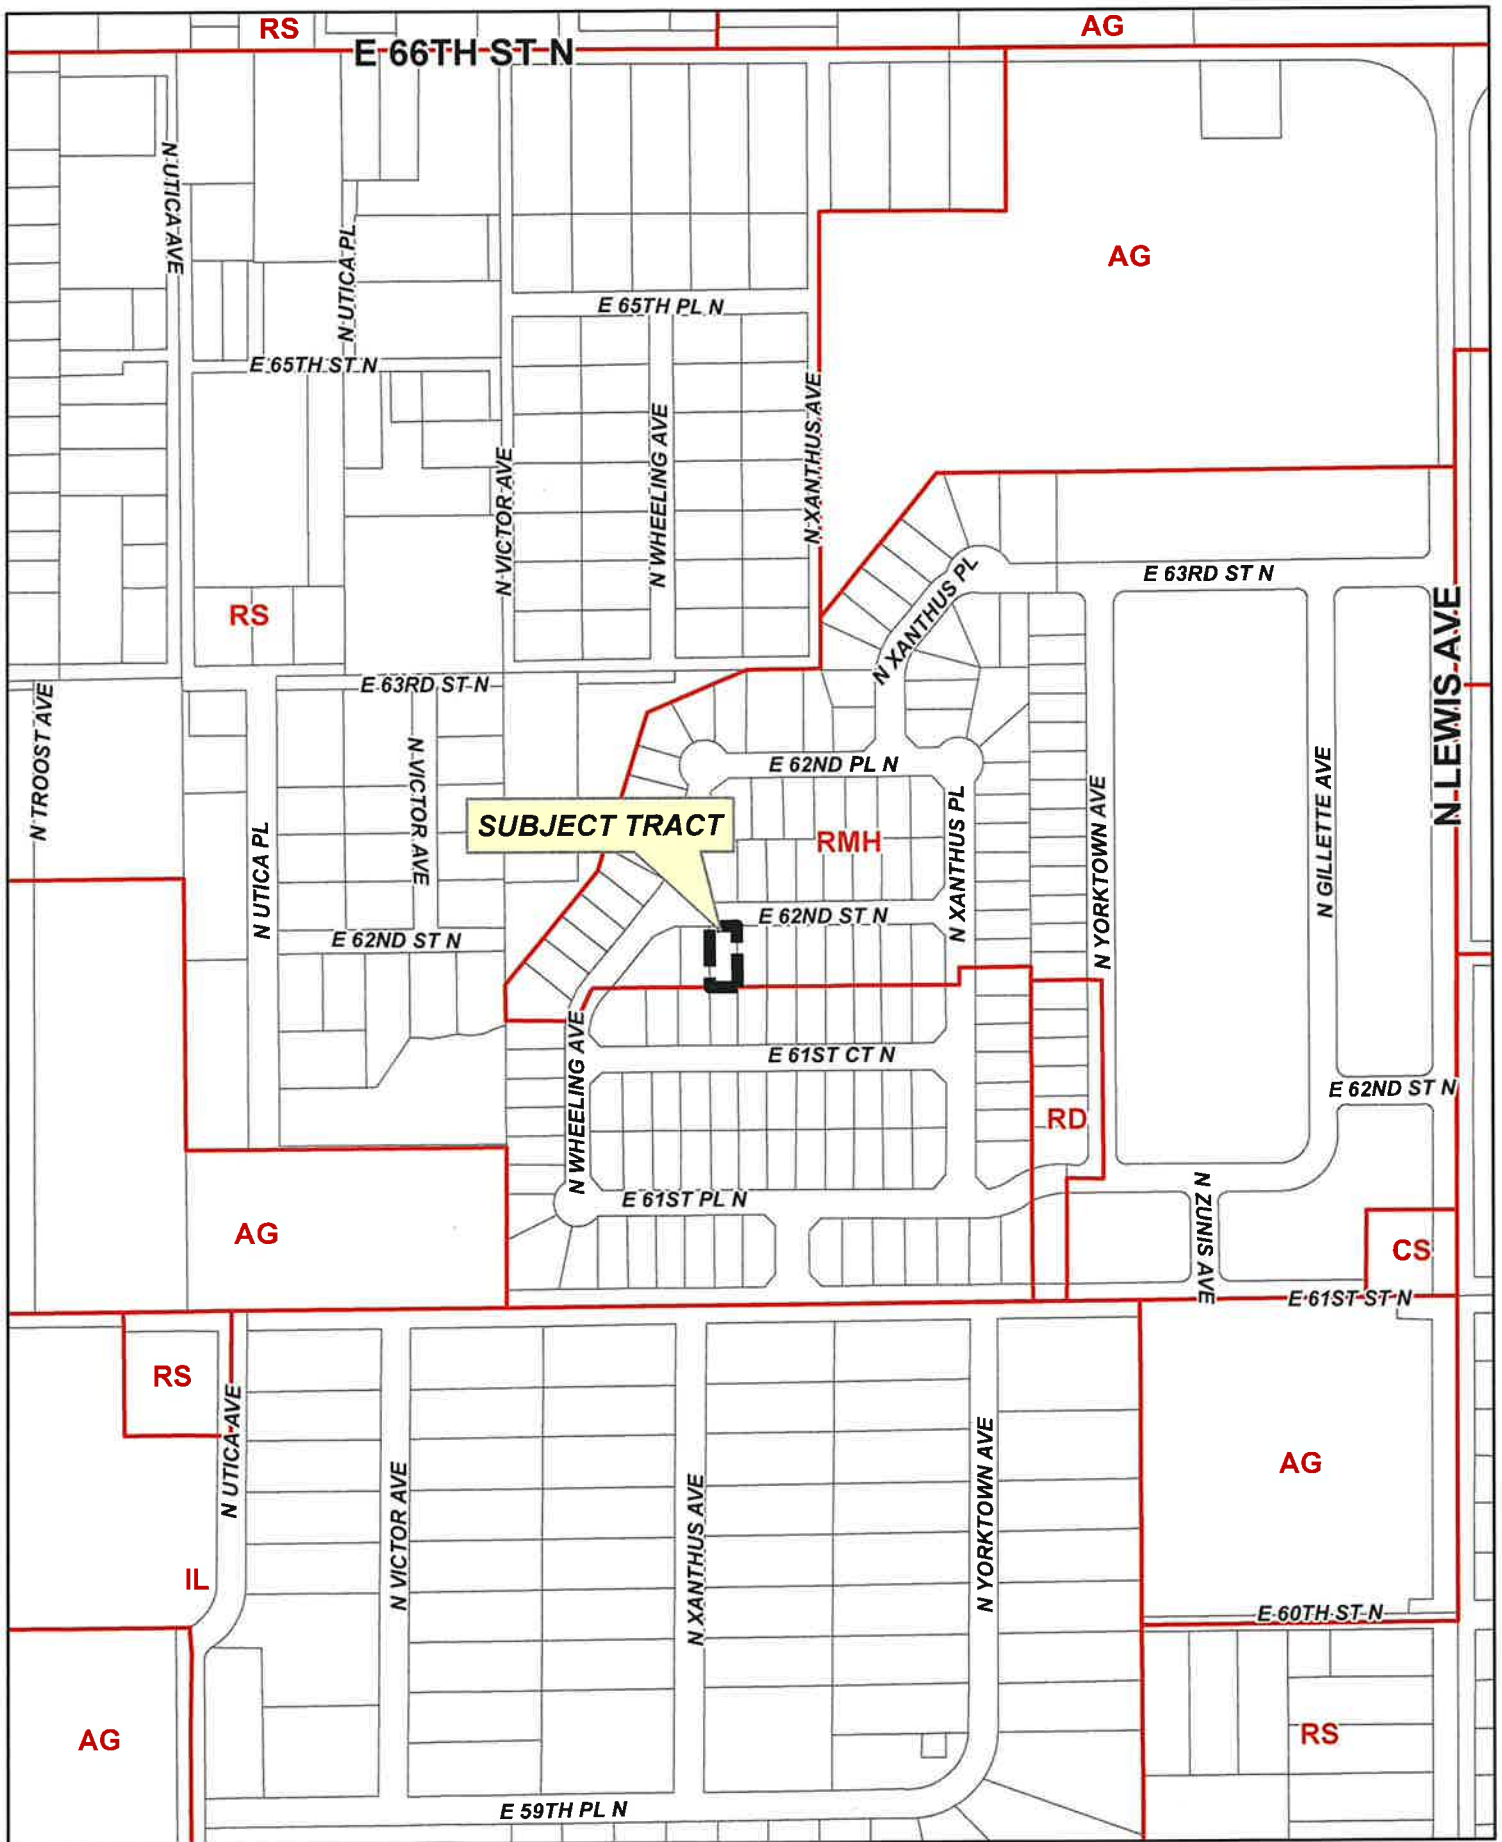 RS
AG
E 66TH ST N
N UTICA AVE
N UTICA PL
AG
E 65TH PL N
E 65TH ST N
N VICTOR AVE
N WHEELING AVE
N XANTHUS AVE
RS
N XANTHUS PL
E 63RD ST N
N LEWIS AVE
N TROOST AVE
E 63RD ST N
N VICTOR AVE
N UTICA PL
E 62ND PL N
SUBJECT TRACT
RMH
N XANTHUS PL
N YORKTOWN AVE
N GILLETTE AVE
E 62ND ST N
E 62ND ST N
N WHEELING AVE
E 61ST CT N
E 62ND ST N
RD
E 61ST PL N
N ZUNIS AVE
AG
CS
E 61ST ST N
RS
N UTICA AVE
N VICTOR AVE
N XANTHUS AVE
N YORKTOWN AVE
AG
IL
E 60TH ST N
AG
RS
E 59TH PL N